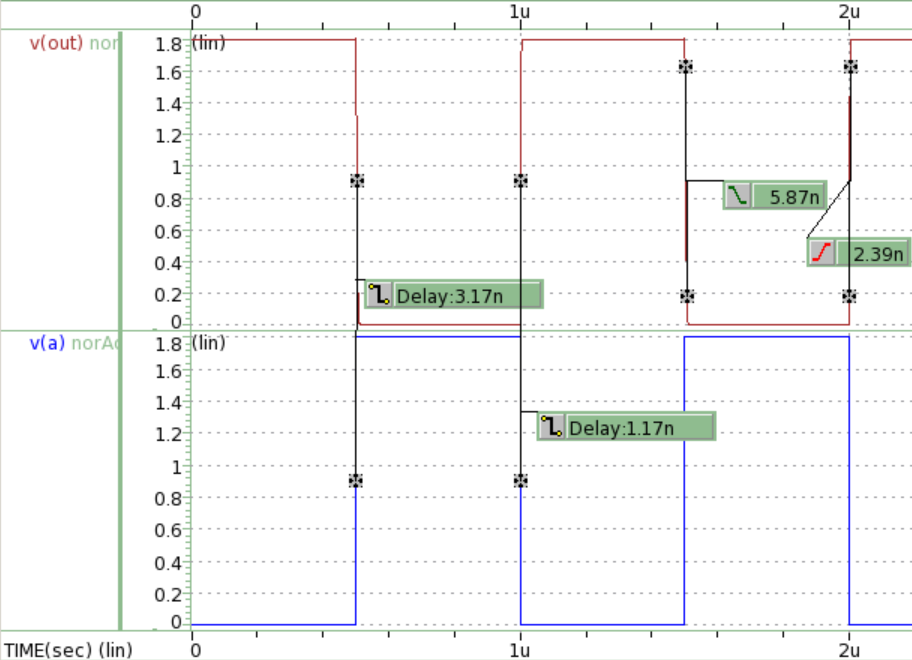 0 1u 2u
v(out) nor
1.8 (lin)
1.6
1.4
1.2
1
0.8
0.6
0.4
0.2
0
5.87n
2.39n
Delay:3.17n
v(a) norAc
1.8 (lin)
1.6
1.4
1.2
1
0.8
0.6
0.4
0.2
0
Delay:1.17n
TIME(sec) (lin) 0 1u 2u